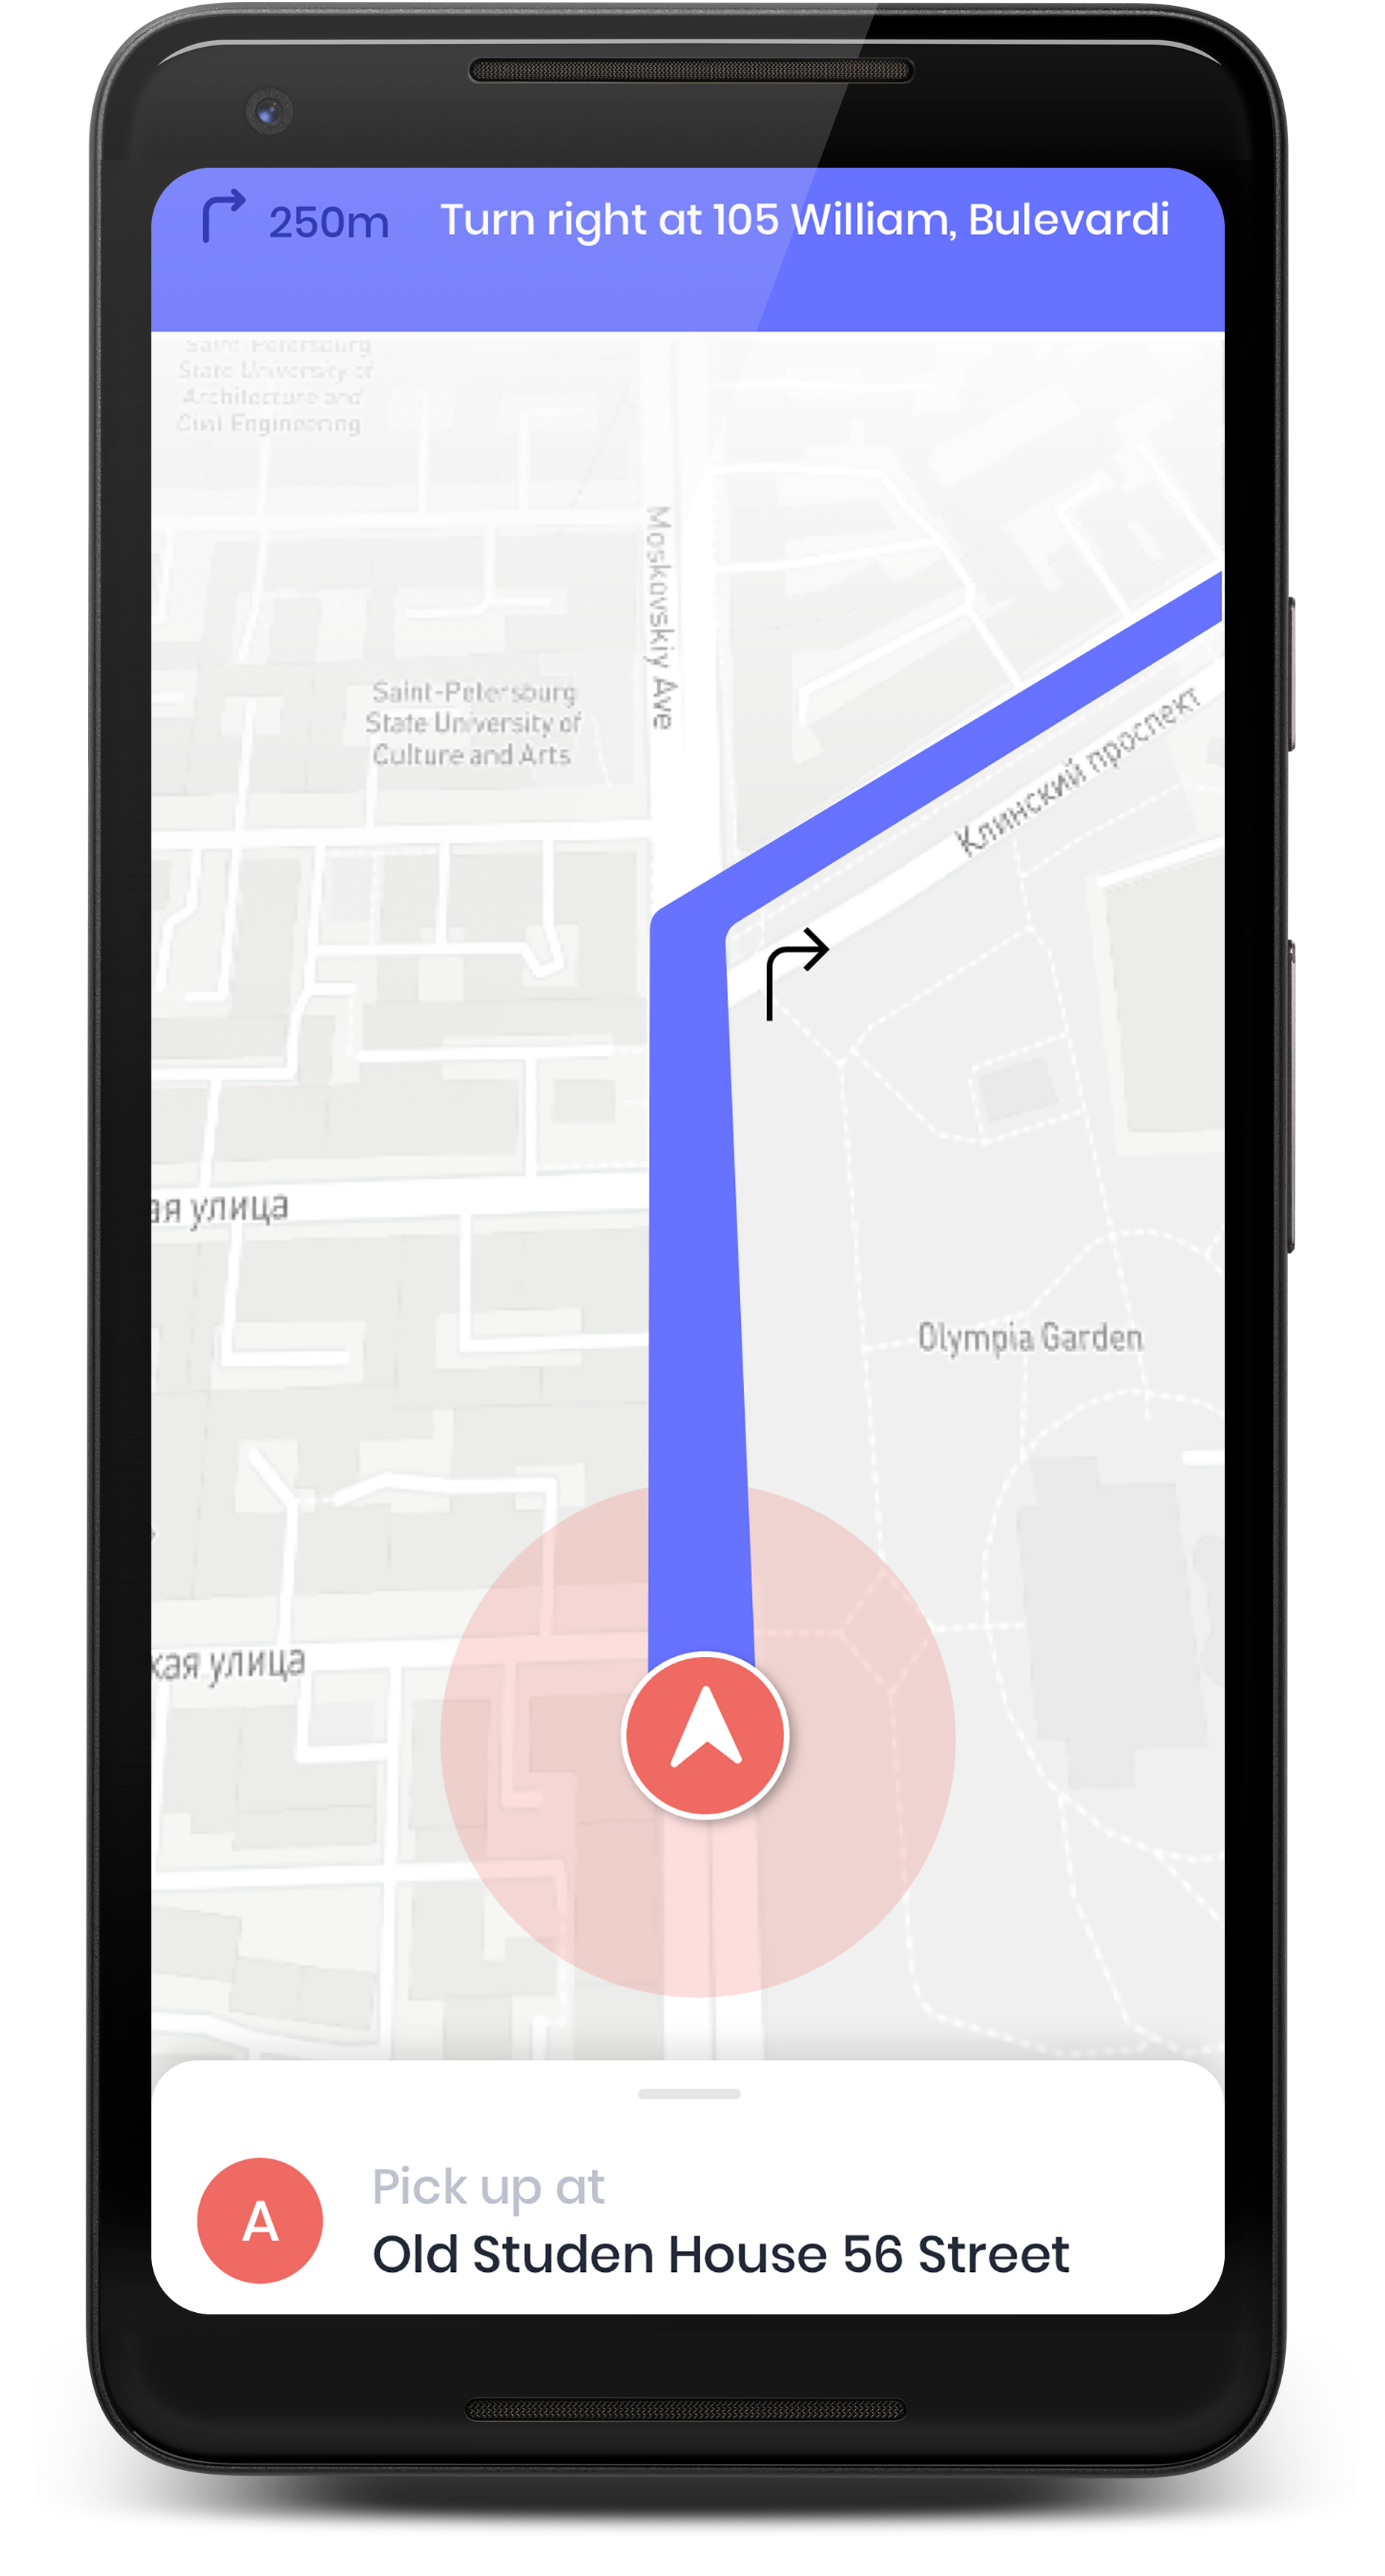 250m Turn right at 105 William, Bulevardi
Saint-Petersburg
State University of
Architecture and
Civil Engineering
Moskovskiy Ave
Saint-Petersburg
State University of
Culture and Arts
Клинский проспект
ая улица
Olympia Garden
кая улица
A
Pick up at
Old Studen House 56 Street